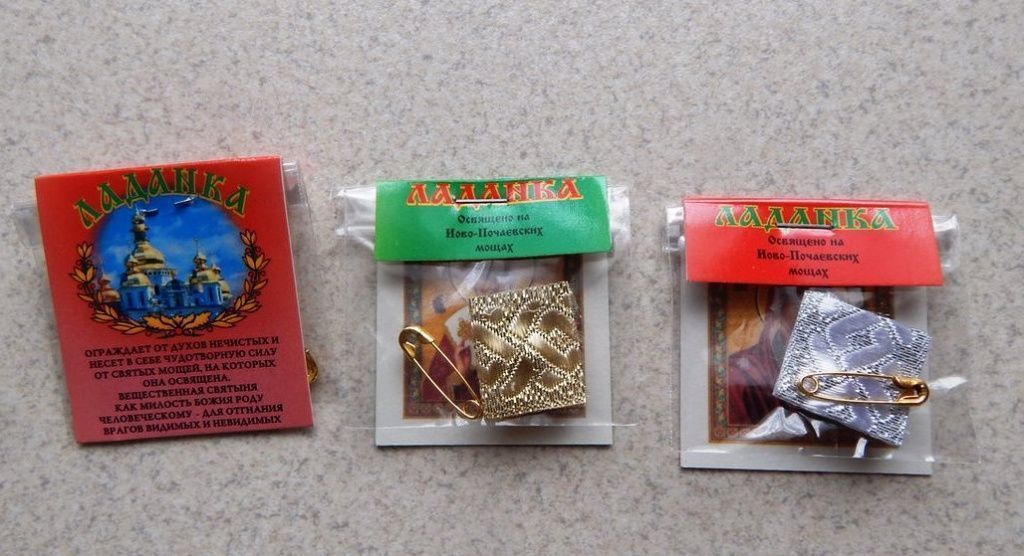 ЛАДАНКА
ОГРАЖДАЕТ ОТ ДУХОВ НЕЧИСТЫХ И
НЕСЕТ В СЕБЕ ЧУДОТВОРНУЮ СИЛУ
ОТ СВЯТЫХ МОЩЕЙ, НА КОТОРЫХ
ОНА ОСВЯЩЕНА.
ВЕЩЕСТВЕННАЯ СВЯТЫНЯ
КАК МИЛОСТЬ БОЖИЯ РОДУ
ЧЕЛОВЕЧЕСКОМУ - ДЛЯ ОТГНАНИЯ
ВРАГОВ ВИДИМЫХ И НЕВИДИМЫХ
ЛАДАНКА
Освящено на
Ново-Почаевских
мощах
ЛАДАНКА
Освящено на
Ново-Почаевских
мощах